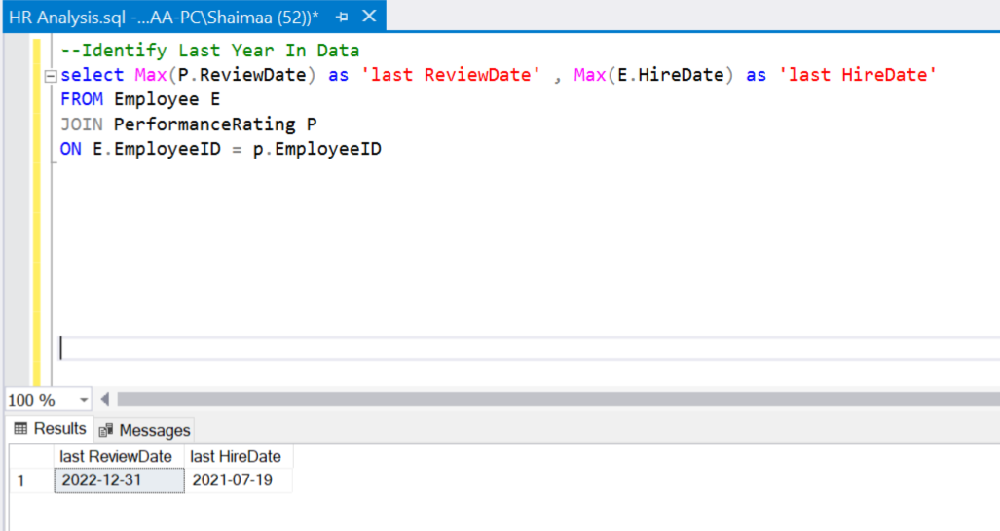 HR Analysis.sql -...AA-PC\Shaimaa (52))*
--Identify Last Year In Data
select Max(P.ReviewDate) as 'last ReviewDate' , Max(E.HireDate) as 'last HireDate'
FROM Employee E
JOIN PerformanceRating P
ON E.EmployeeID = p.EmployeeID
100 %
Results Messages
last ReviewDate last HireDate
1 2022-12-31 2021-07-19